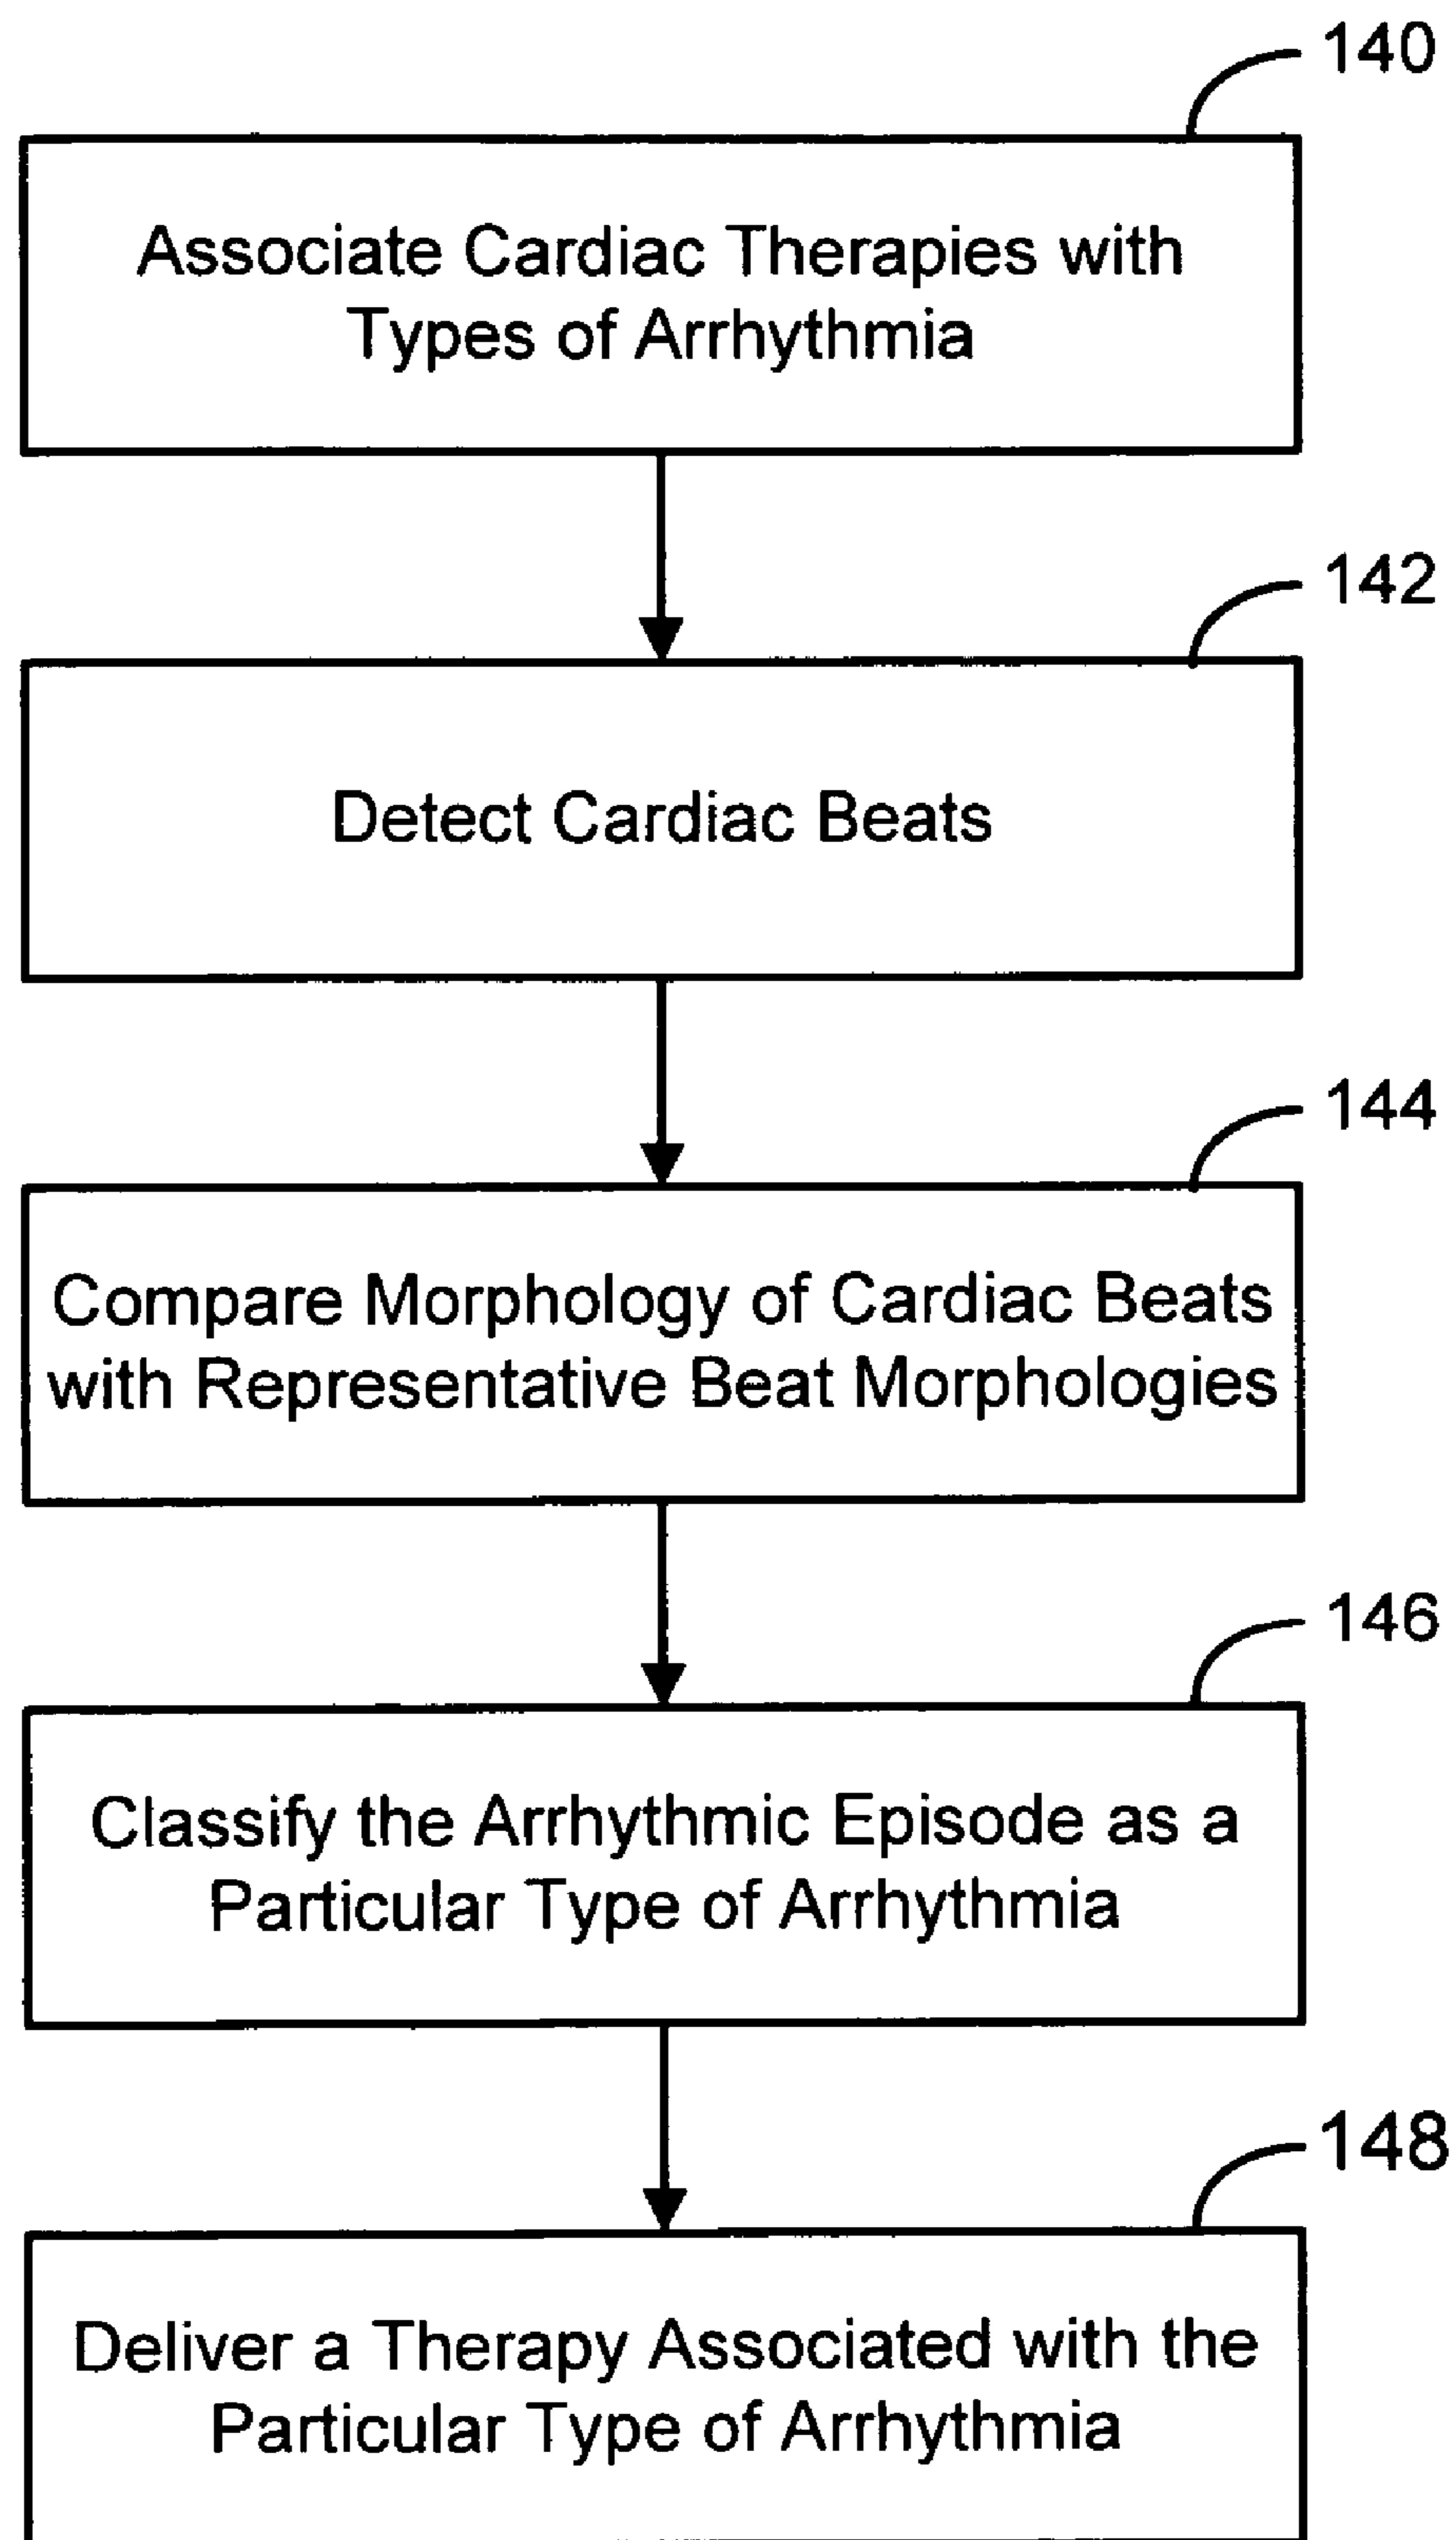 140
Associate Cardiac Therapies with
Types of Arrhythmia
142
Detect Cardiac Beats
144
Compare Morphology of Cardiac Beats
with Representative Beat Morphologies
146
Classify the Arrhythmic Episode as a
Particular Type of Arrhythmia
148
Deliver a Therapy Associated with the
Particular Type of Arrhythmia